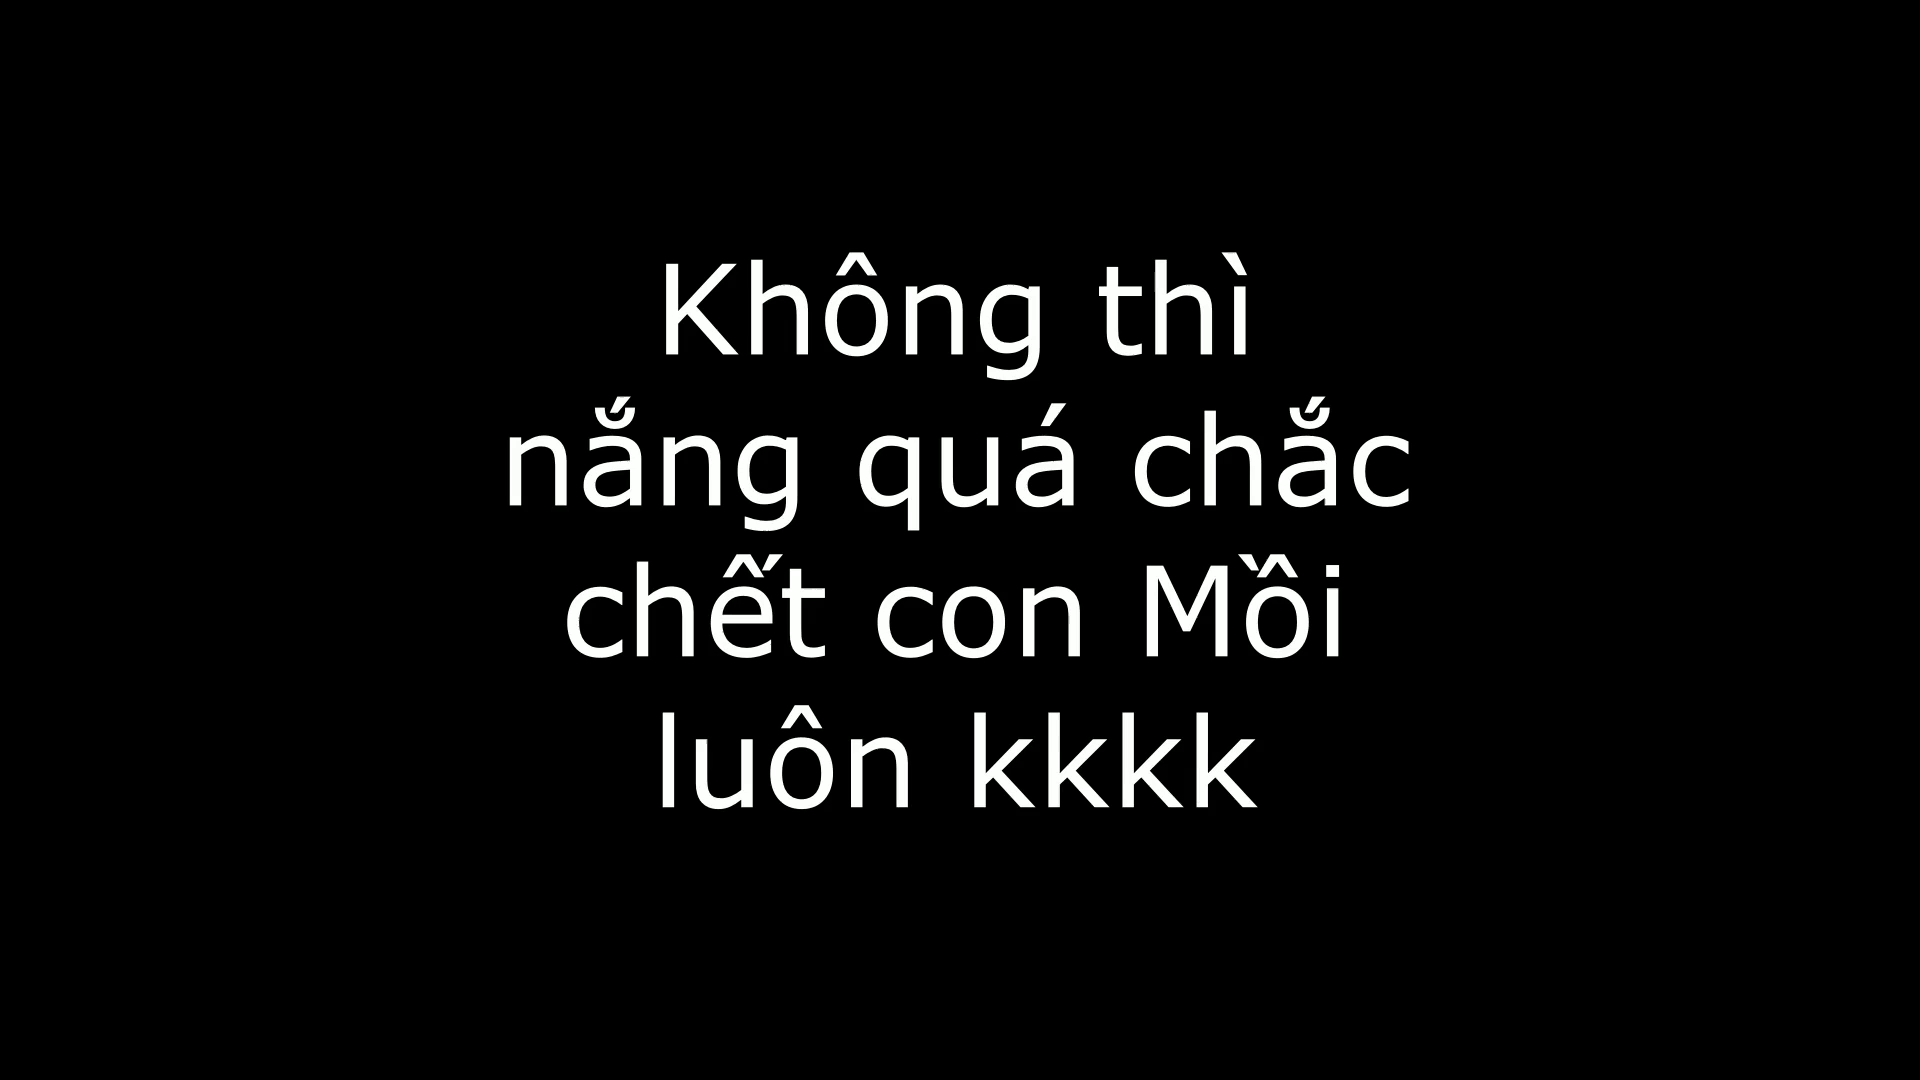 Không thì
nắng quá chắc
chết con Mồi
luôn kkkk